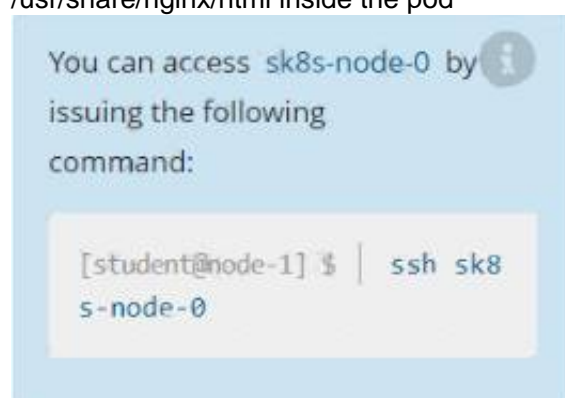 /usr/share/nginx/html inside the pod
You can access sk8s-node-0 by
issuing the following
command:
[student@node-1] $ | ssh sk8
s-node-0